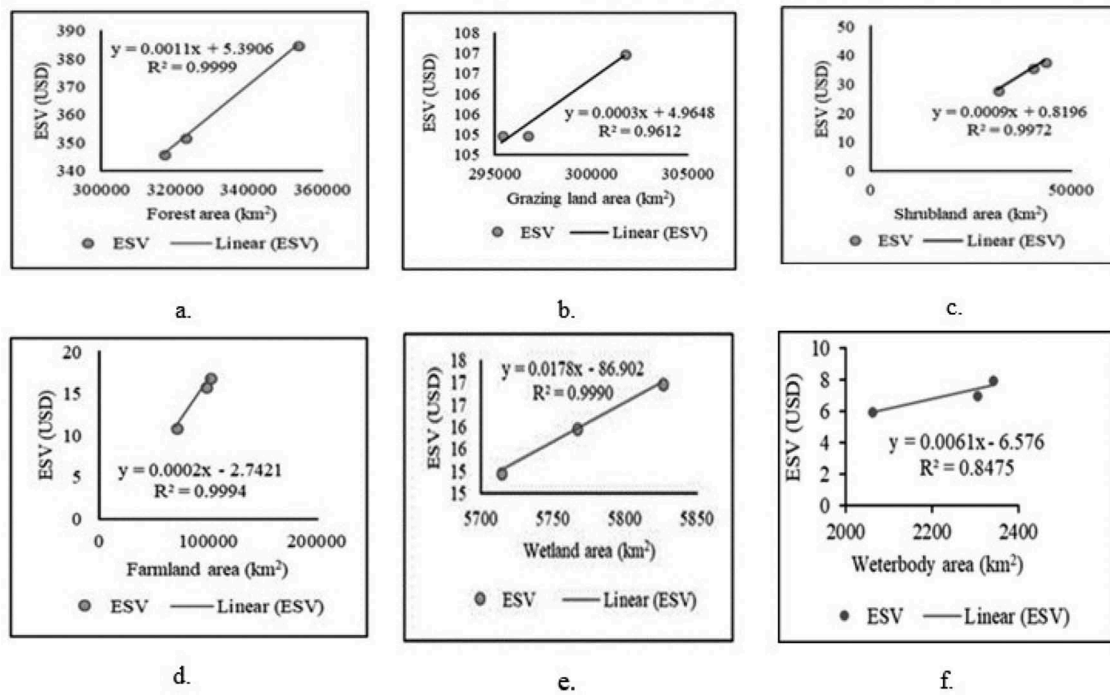 390
380
370
360
350
340
ESV (USD)
y = 0.0011x + 5.3906
R² = 0.9999
300000 320000 340000 360000
Forest area (km²)
ESV Linear (ESV)
a.
108
107
107
106
106
105
105
ESV (USD)
y = 0.0003x + 4.9648
R² = 0.9612
295000 300000 305000
Grazing land area (km²)
ESV Linear (ESV)
b.
50
40
30
20
10
0
ESV (USD)
y = 0.0009x + 0.8196
R² = 0.9972
0 50000
Shrubland area (km²)
ESV Linear (ESV)
c.
20
15
10
5
0
ESV (USD)
y = 0.0002x - 2.7421
R² = 0.9994
0 100000 200000
Farmland area (km²)
ESV Linear (ESV)
d.
18
17
17
16
16
15
15
ESV (USD)
y = 0.0178x - 86.902
R² = 0.9990
5700 5750 5800 5850
Wetland area (km²)
ESV Linear (ESV)
e.
10
8
6
4
2
0
ESV (USD)
y = 0.0061x - 6.576
R² = 0.8475
2000 2200 2400
Weterbody area (km²)
ESV Linear (ESV)
f.